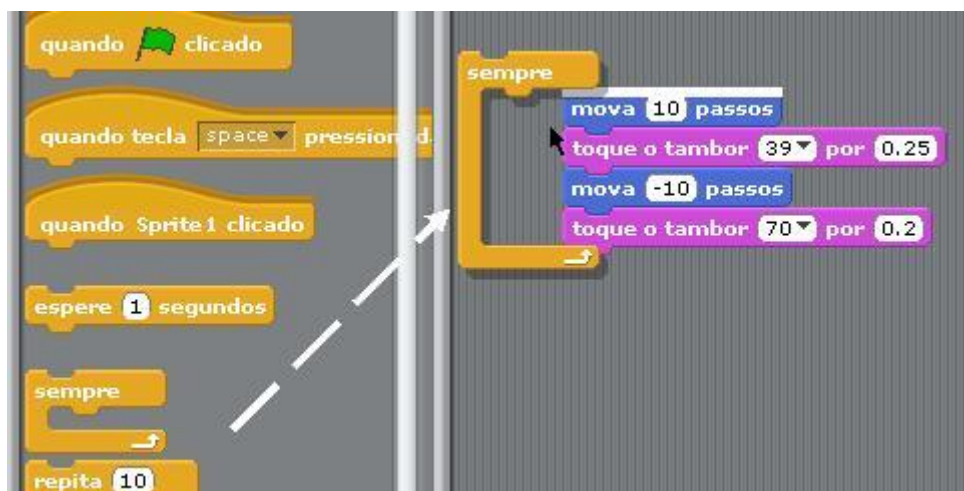 quando clicado
quando tecla space pression d.
quando Sprite1 clicado
espere 1 segundos
sempre
repita 10
sempre
mova 10 passos
toque o tambor 39 por 0.25
mova -10 passos
toque o tambor 70 por 0.2